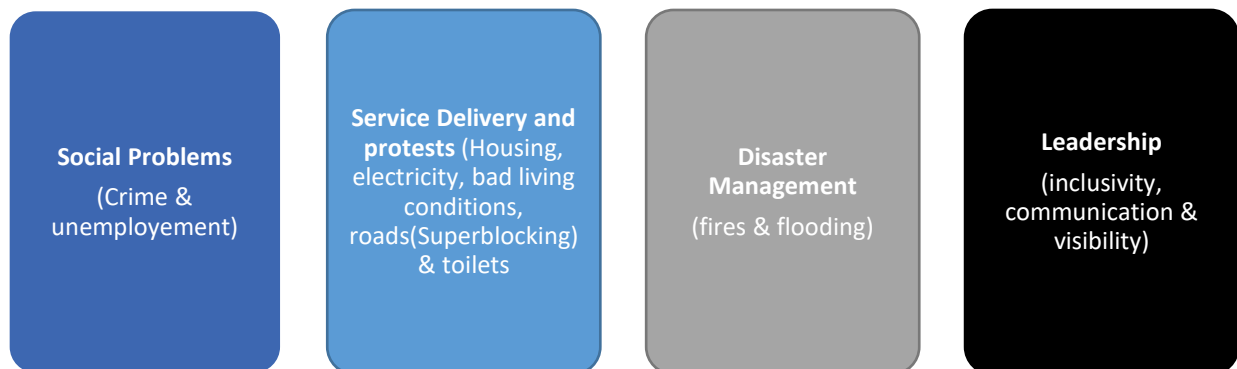 Social Problems
(Crime &
unemployement)
Service Delivery and
protests (Housing,
electricity, bad living
conditions,
roads(Superblocking)
& toilets
Disaster
Management
(fires & flooding)
Leadership
(inclusivity,
communication &
visibility)